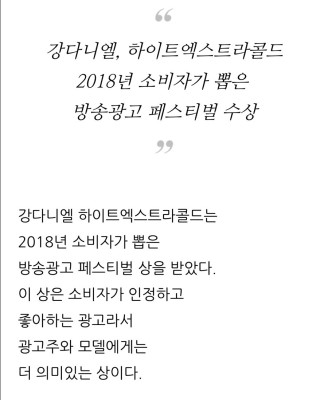 “
강다니엘, 하이트엑스트라콜드
2018년 소비자가 뽑은
방송광고 페스티벌 수상
”
강다니엘 하이트엑스트라콜드는
2018년 소비자가 뽑은
방송광고 페스티벌 상을 받았다.
이 상은 소비자가 인정하고
좋아하는 광고라서
광고주와 모델에게는
더 의미있는 상이다.